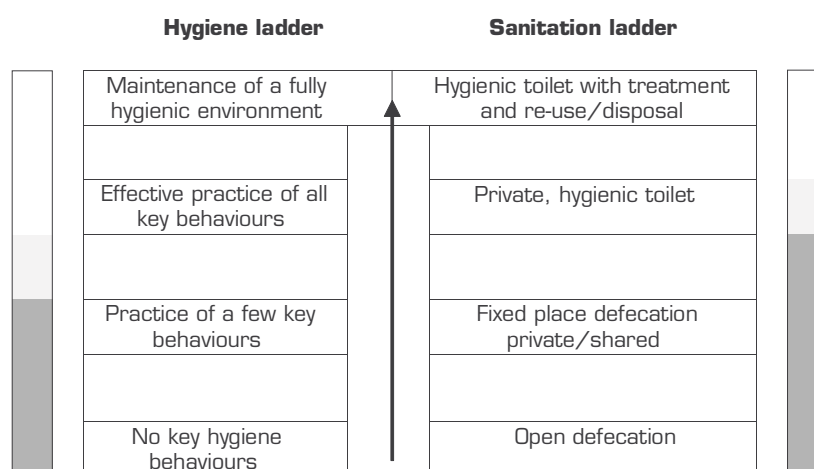 Hygiene ladder
Sanitation ladder
Maintenance of a fully
hygienic environment
Hygienic toilet with treatment
and re-use/disposal
Effective practice of all
key behaviours
Private, hygienic toilet
Practice of a few key
behaviours
Fixed place defecation
private/shared
No key hygiene
behaviours
Open defecation